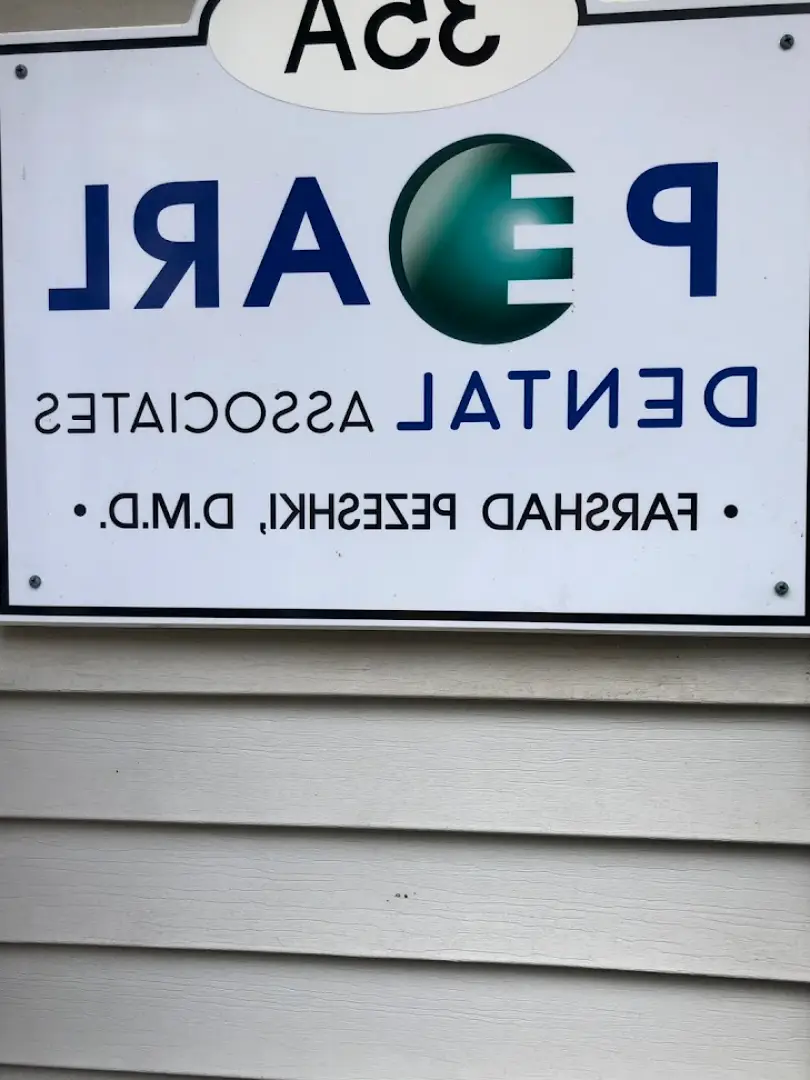 35A
PEARL
DENTAL ASSOCIATES
• FARSHAD PEZESHKI, D.M.D. •